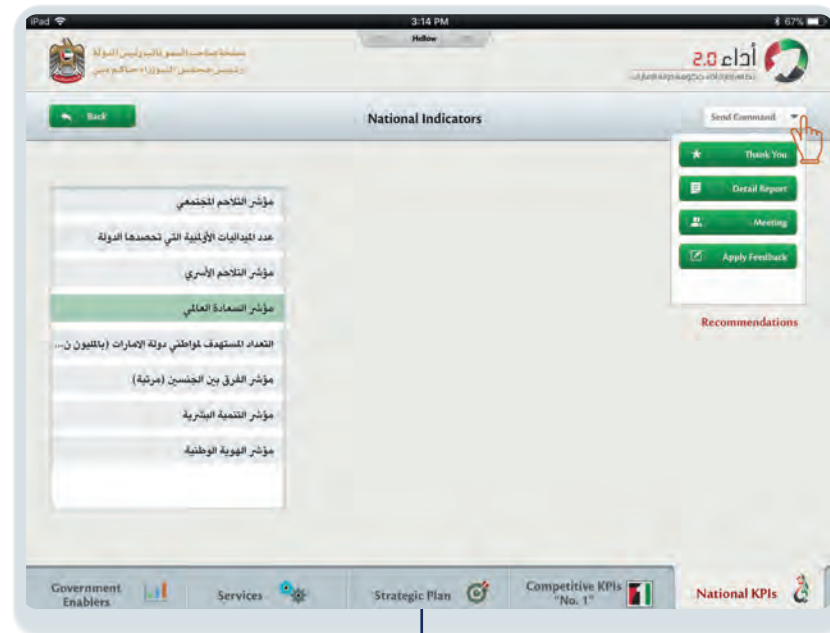 iPad
3:14 PM
67%
Hellow
أداء 2.0
Back
National Indicators
Send Command
Thank You
Detail Report
Meeting
Apply Feedback
Recommendations
مؤشر التلاحم المجتمعي
عدد الميداليات الأولمبية التي تحصدها الدولة
مؤشر التلاحم الأسري
مؤشر السعادة العالمي
التعداد المستهدف لمواطني دولة الامارات (بالمليون ن...
مؤشر الفرق بين الجنسين (مرتبة)
مؤشر التنمية البشرية
مؤشر الهوية الوطنية
Government
Enablers
Services
Strategic Plan
Competitive KPIs
"No. 1"
National KPIs